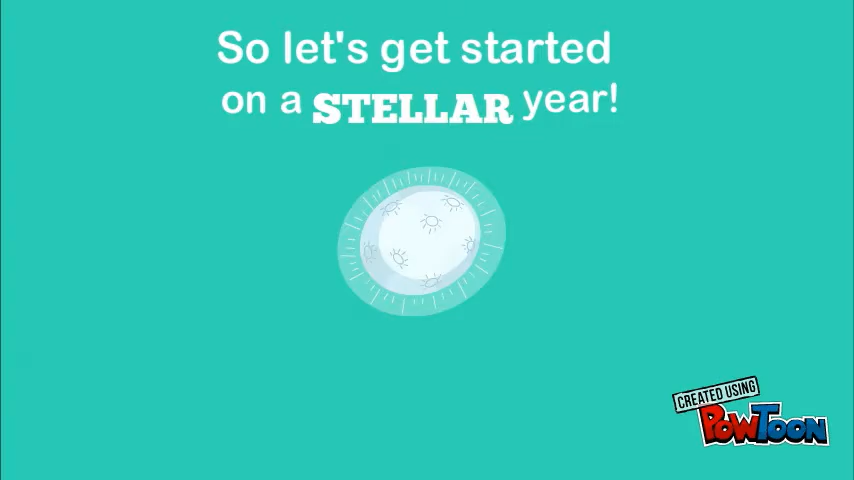 So let's get started
on a STELLAR year!
CREATED USING
POWTOON